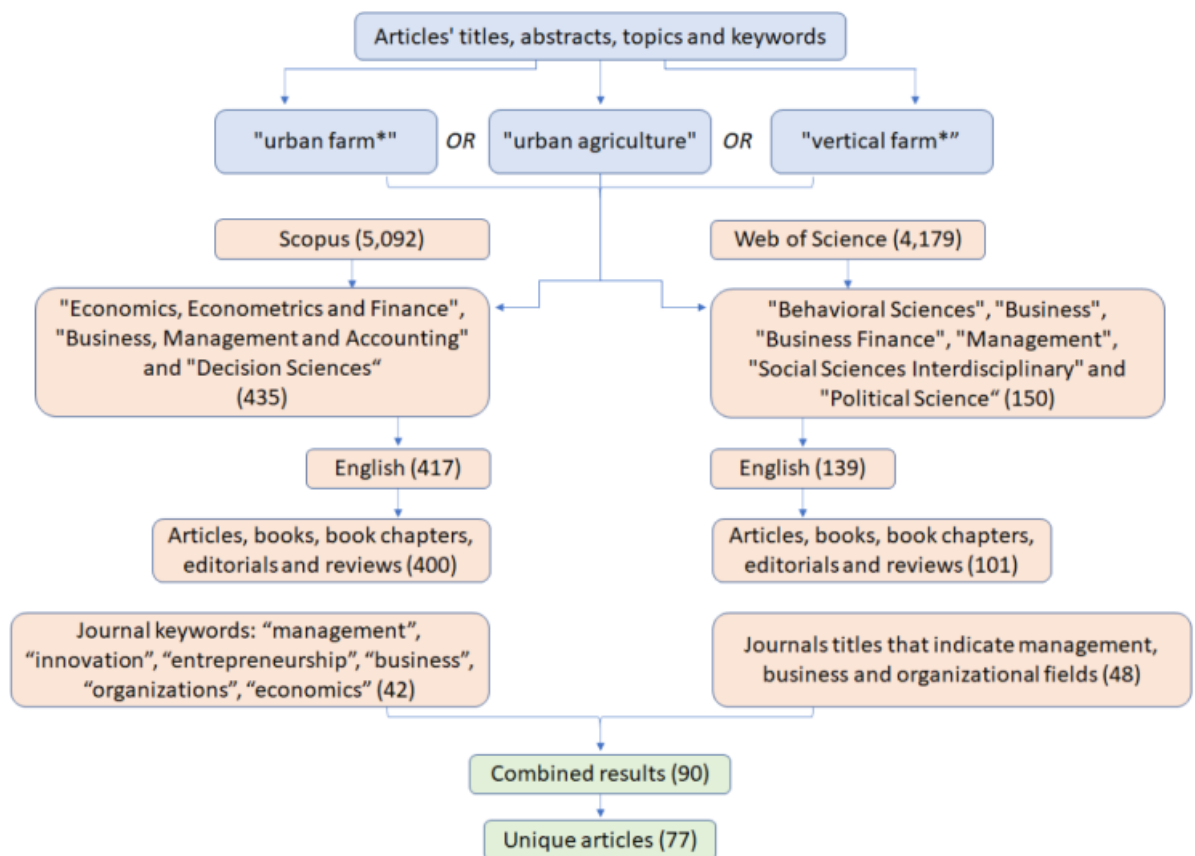 Articles' titles, abstracts, topics and keywords
"urban farm*" OR "urban agriculture" OR "vertical farm*”
Scopus (5,092)
Web of Science (4,179)
"Economics, Econometrics and Finance",
"Business, Management and Accounting"
and "Decision Sciences“
(435)
"Behavioral Sciences", "Business",
"Business Finance", "Management",
"Social Sciences Interdisciplinary" and
"Political Science“ (150)
English (417)
English (139)
Articles, books, book chapters,
editorials and reviews (400)
Articles, books, book chapters,
editorials and reviews (101)
Journal keywords: “management”,
“innovation”, “entrepreneurship”, “business”,
“organizations”, “economics” (42)
Journals titles that indicate management,
business and organizational fields (48)
Combined results (90)
Unique articles (77)